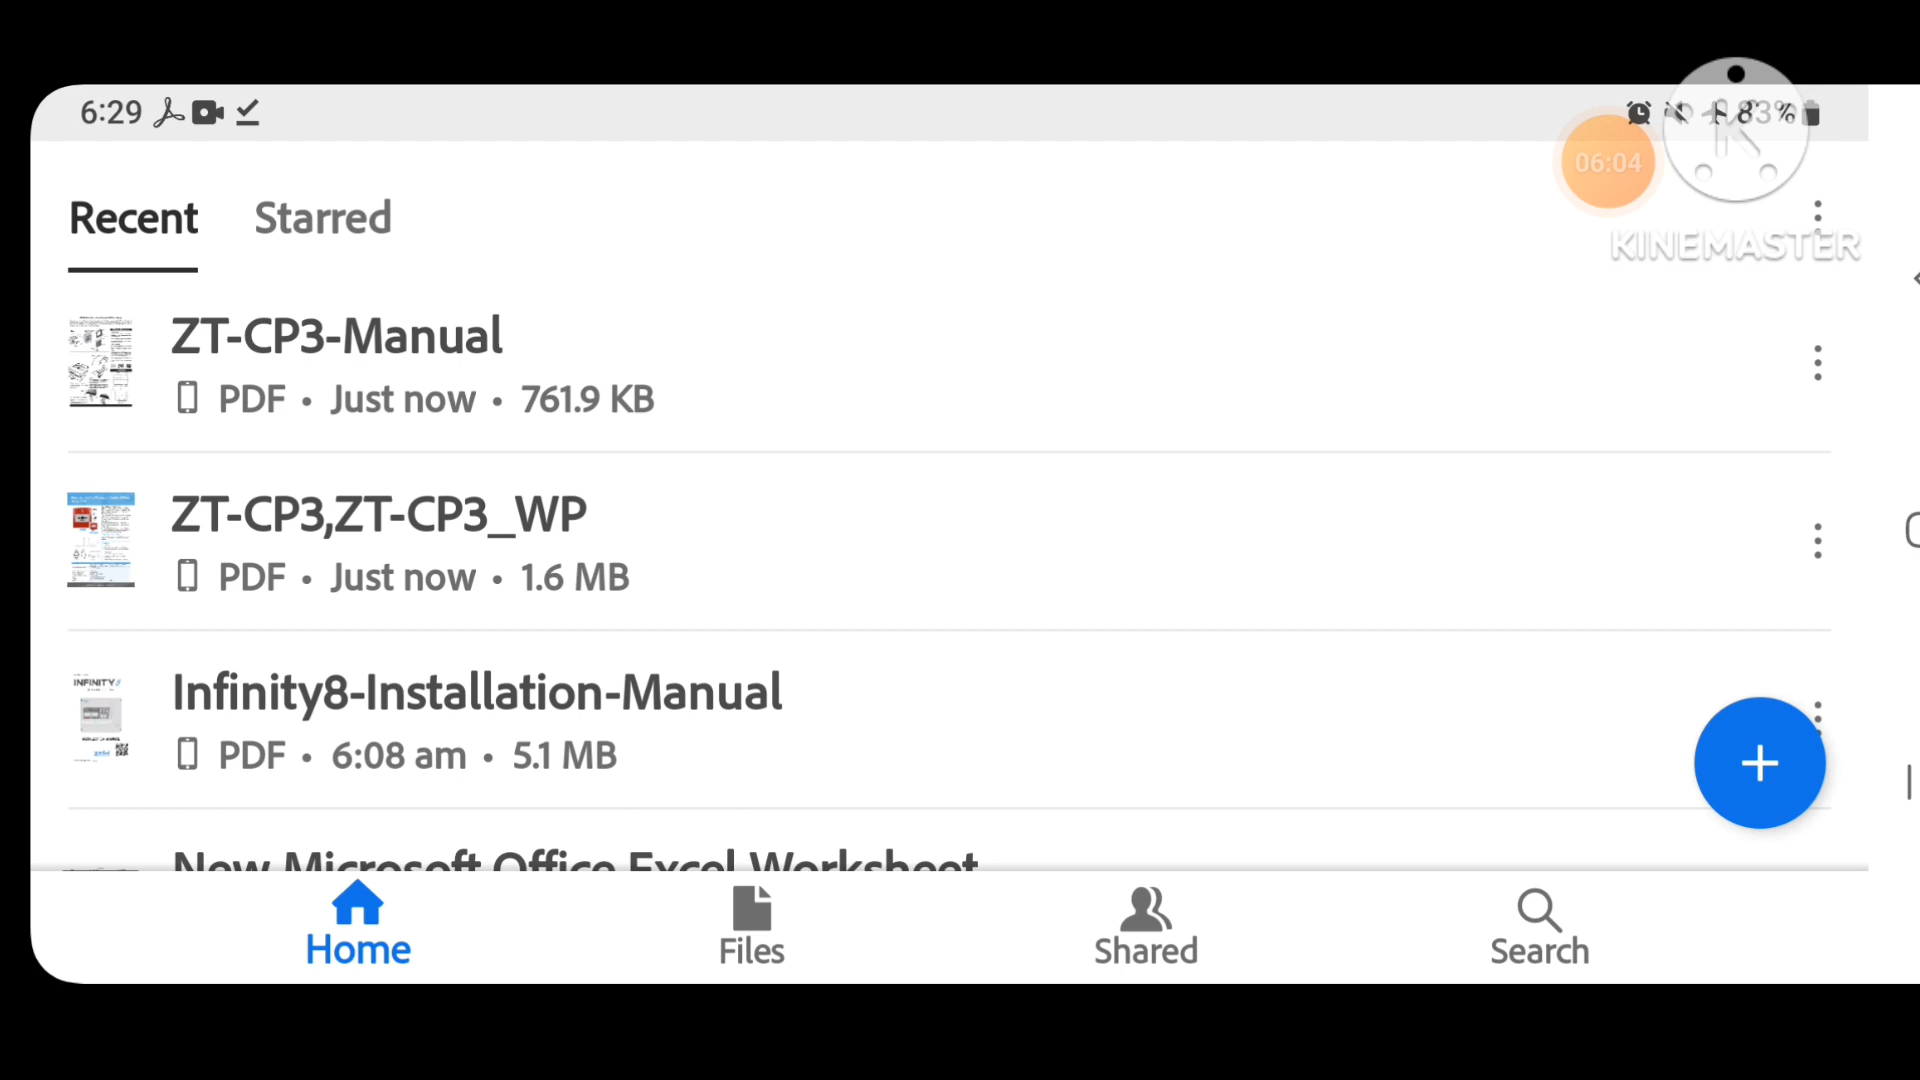 6:29
83%
06:04
K
KINEMASTER
Recent Starred
ZT-CP3-Manual
PDF • Just now • 761.9 KB
ZT-CP3,ZT-CP3_WP
PDF • Just now • 1.6 MB
INFINITY8
Infinity8-Installation-Manual
PDF • 6:08 am • 5.1 MB
New Microsoft Office Excel Worksheet
Home
Files
Shared
Search